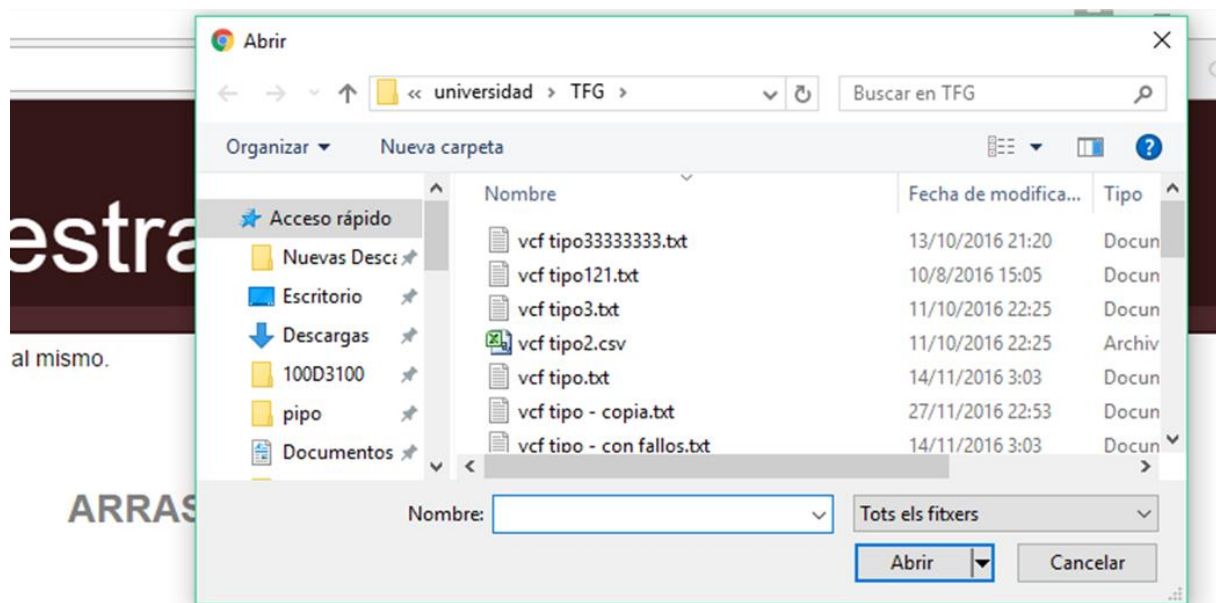 Abrir
« universidad > TFG >
Buscar en TFG
Organizar
Nueva carpeta
Nombre
Fecha de modifica...
Tipo
Acceso rápido
Nuevas Desca
Escritorio
Descargas
100D3100
pipo
Documentos
vcf tipo33333333.txt 13/10/2016 21:20 Docun
vcf tipo121.txt 10/8/2016 15:05 Docun
vcf tipo3.txt 11/10/2016 22:25 Docun
vcf tipo2.csv 11/10/2016 22:25 Archiv
vcf tipo.txt 14/11/2016 3:03 Docun
vcf tipo - copia.txt 27/11/2016 22:53 Docun
vcf tipo - con fallos.txt 14/11/2016 3:03 Docun
Nombre:
Tots els fitxers
Abrir
Cancelar
estra
al mismo.
ARRAS